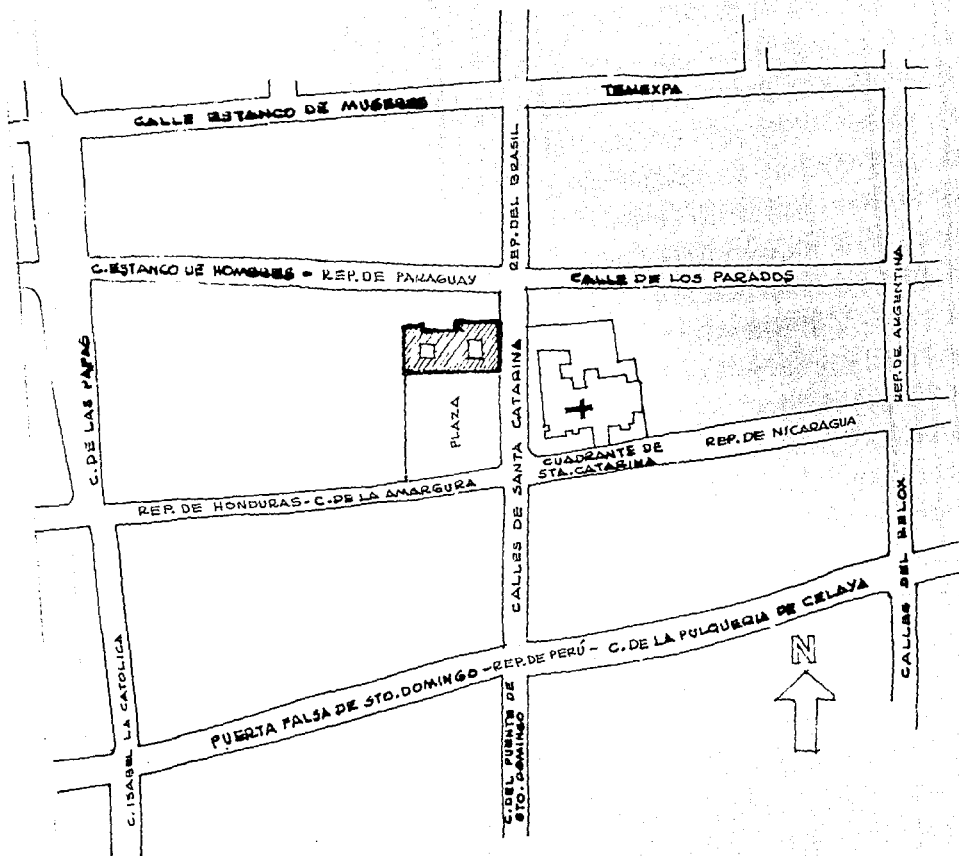 CALLE ESTANCO DE MUGERES
TEMEXPA
REP. DEL BRASIL
C. ESTANCO DE HOMBRES - REP. DE PARAGUAY
CALLE DE LOS PARADOS
REP. DE ARGENTINA
C. DE LAS PAPAS
PLAZA
CALLES DE SANTA CATARINA
CUADRANTE DE
STA. CATARINA
REP. DE NICARAGUA
REP. DE HONDURAS - C. DE LA AMARGURA
CALLES DEL RELOX
C. ISABEL LA CATOLICA
PUERTA FALSA DE STO. DOMINGO - REP. DE PERÚ - C. DE LA PULQUERIA DE CELAYA
N
C. DEL PUENTE DE
STO. DOMINGO